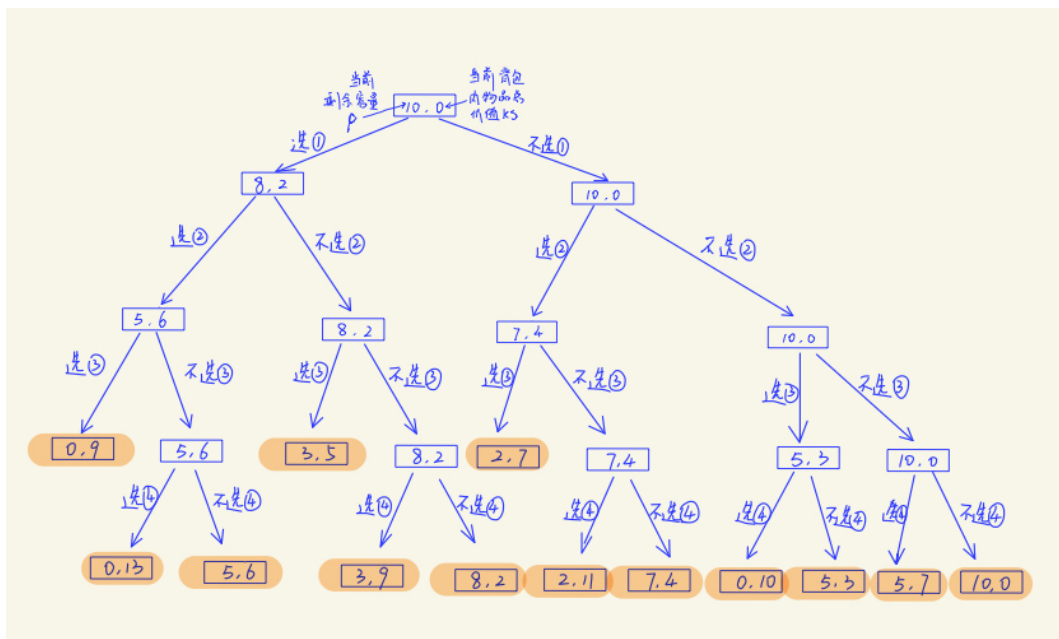 当前
剩余容量
P
当前背包
内物品总
价值ks
10.0
选①
不选①
8.2
10.0
选②
不选②
选②
不选②
5.6
8.2
7.4
10.0
选③
不选③
选③
不选③
选③
不选③
选③
不选③
0.9
5.6
3.5
8.2
2.7
7.4
5.3
10.0
选④
不选④
选④
不选④
选④
不选④
选④
不选④
选④
不选④
0.13
5.6
3.9
8.2
2.11
7.4
0.10
5.3
5.7
10.0